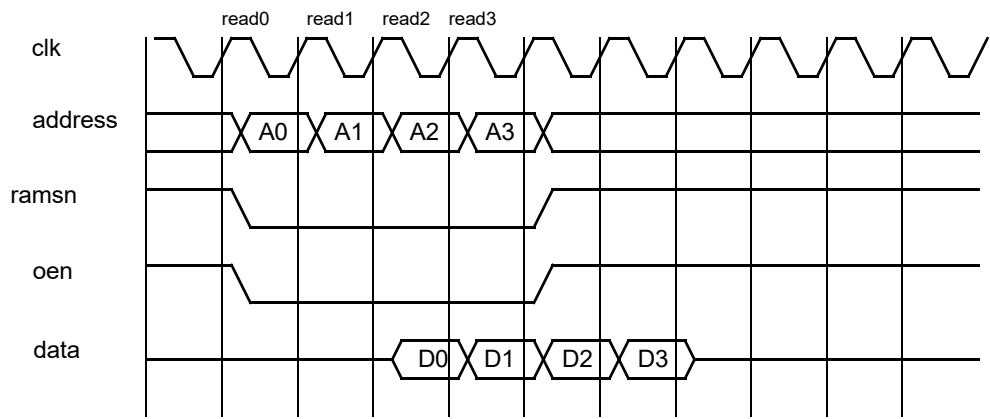 read0 read1 read2 read3
clk
address A0 A1 A2 A3
ramsn
oen
data D0 D1 D2 D3